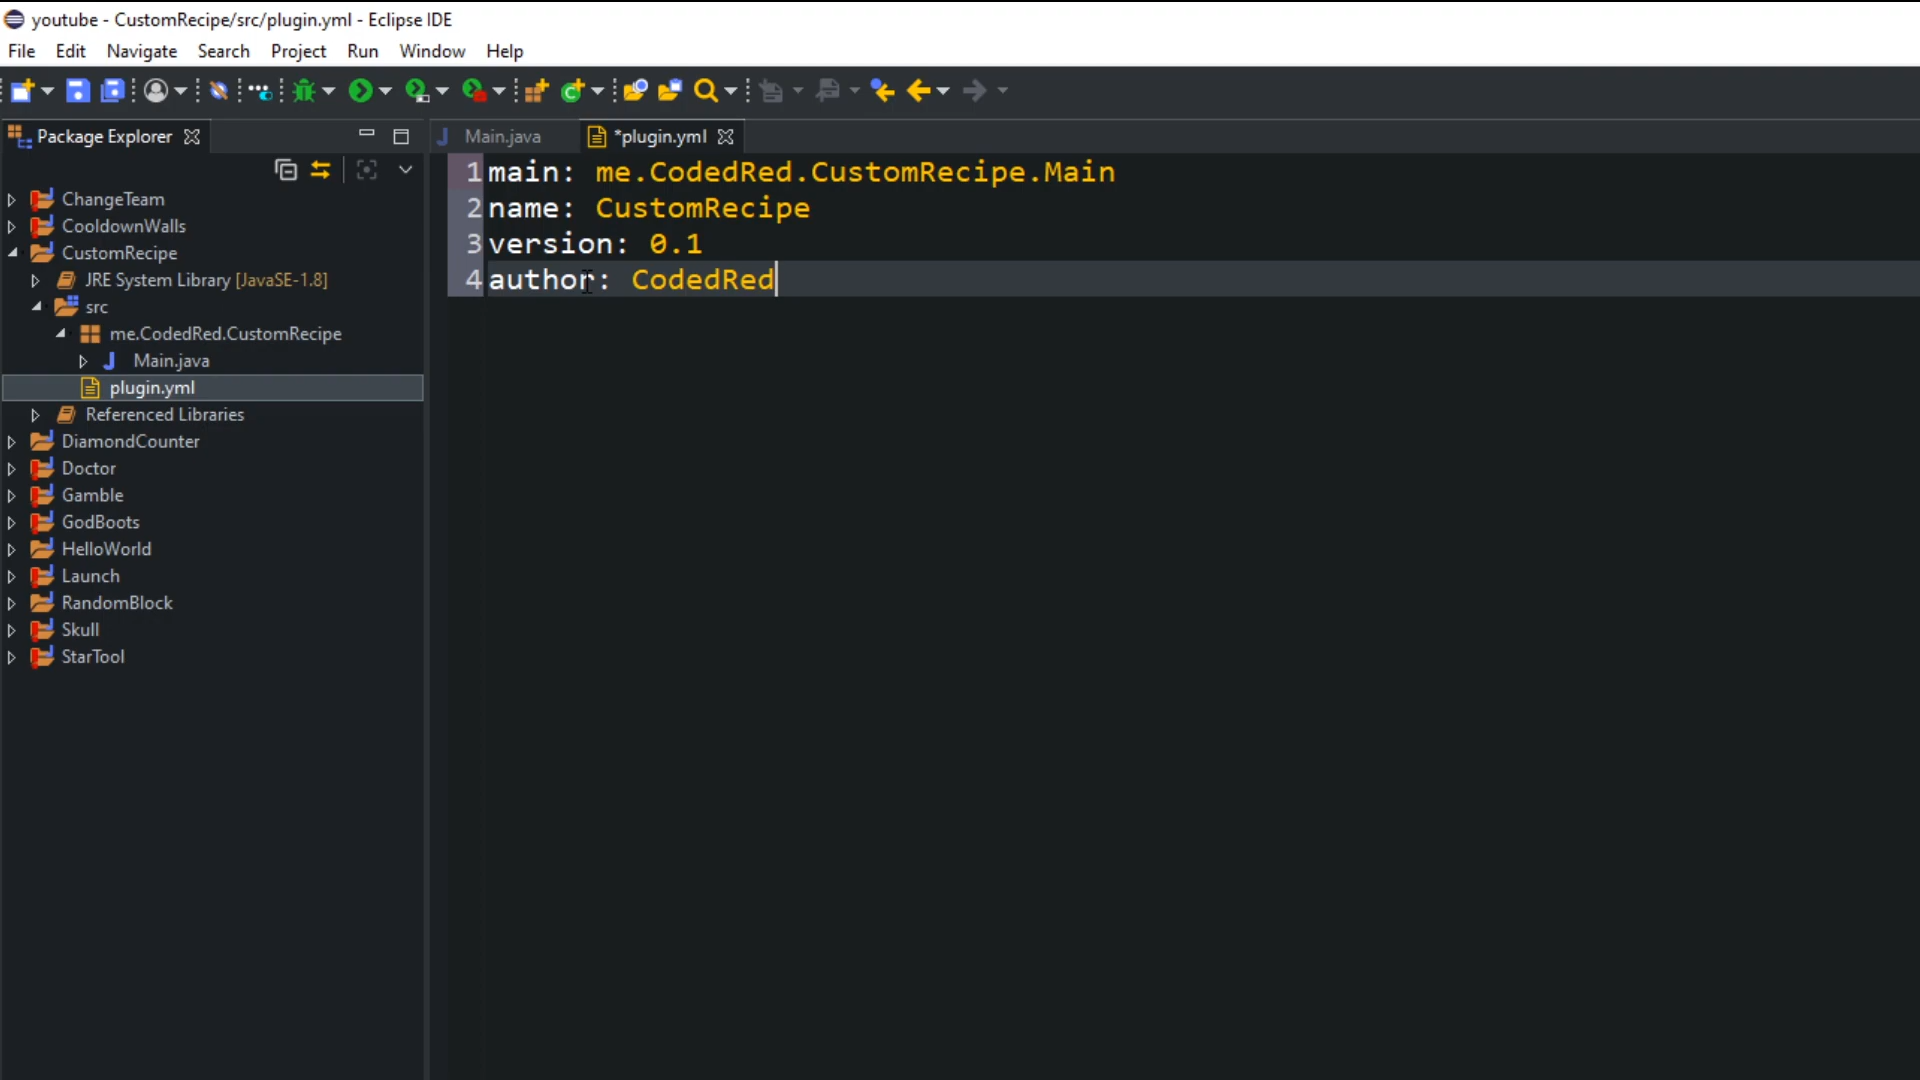 youtube - CustomRecipe/src/plugin.yml - Eclipse IDE
File Edit Navigate Search Project Run Window Help
Package Explorer
Main.java
*plugin.yml
ChangeTeam
CooldownWalls
CustomRecipe
JRE System Library [JavaSE-1.8]
src
me.CodedRed.CustomRecipe
Main.java
plugin.yml
Referenced Libraries
DiamondCounter
Doctor
Gamble
GodBoots
HelloWorld
Launch
RandomBlock
Skull
StarTool
1 main: me.CodedRed.CustomRecipe.Main
2 name: CustomRecipe
3 version: 0.1
4 author: CodedRed